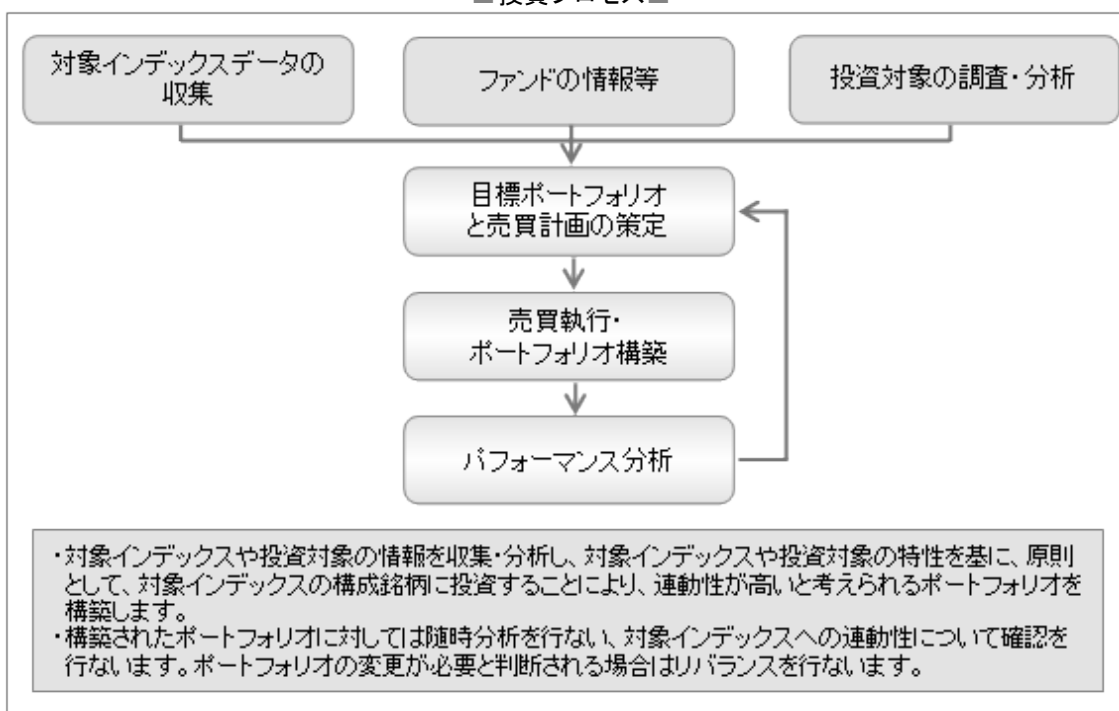 ■投資プロセス■
対象インデックスデータの
収集
ファンドの情報等
投資対象の調査・分析
目標ポートフォリオ
と売買計画の策定
売買執行・
ポートフォリオ構築
パフォーマンス分析
・対象インデックスや投資対象の情報を収集・分析し、対象インデックスや投資対象の特性を基に、原則
として、対象インデックスの構成銘柄に投資することにより、連動性が高いと考えられるポートフォリオを
構築します。
・構築されたポートフォリオに対しては随時分析を行ない、対象インデックスへの連動性について確認を
行ないます。ポートフォリオの変更が必要と判断される場合はリバランスを行ないます。